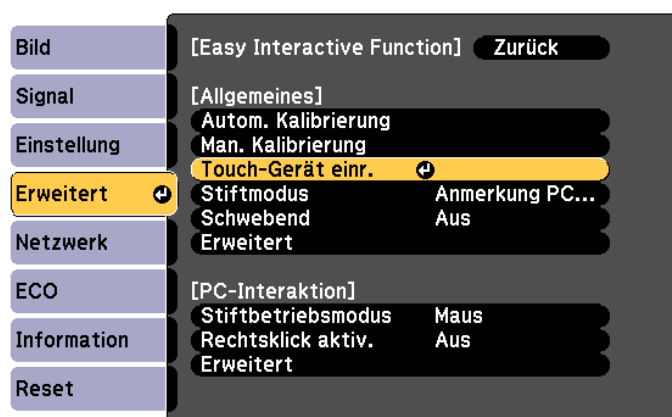 Bild
Signal
Einstellung
Erweitert
Netzwerk
ECO
Information
Reset
[Easy Interactive Function] Zurück
[Allgemeines]
Autom. Kalibrierung
Man. Kalibrierung
Touch-Gerät einr.
Stiftmodus Anmerkung PC...
Schwebend Aus
Erweitert
[PC-Interaktion]
Stiftbetriebsmodus Maus
Rechtsklick aktiv. Aus
Erweitert